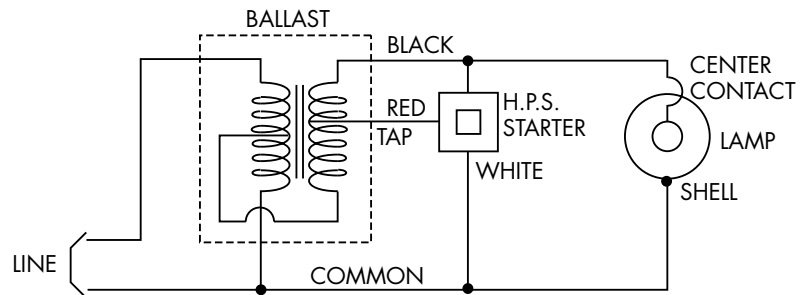 BALLAST
BLACK
CENTER
CONTACT
RED
TAP
H.P.S.
STARTER
LAMP
WHITE
SHELL
LINE
COMMON